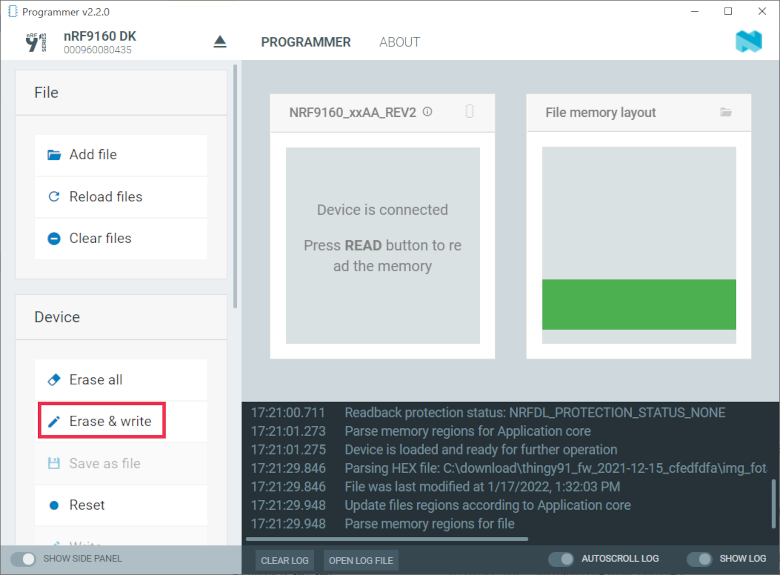 Programmer v2.2.0
nRF9160 DK
000960080435
PROGRAMMER
ABOUT
File
Add file
Reload files
Clear files
Device
Erase all
Erase & write
Save as file
Reset
Write
SHOW SIDE PANEL
NRF9160_xxAA_REV2
Device is connected
Press READ button to re
ad the memory
File memory layout
17:21:00.711 Readback protection status: NRFDL_PROTECTION_STATUS_NONE
17:21:01.273 Parse memory regions for Application core
17:21:01.275 Device is loaded and ready for further operation
17:21:29.846 Parsing HEX file: C:\download\thingy91_fw_2021-12-15_cfedfdfa\img_fot
17:21:29.846 File was last modified at 1/17/2022, 1:32:03 PM
17:21:29.948 Update files regions according to Application core
17:21:29.948 Parse memory regions for file
CLEAR LOG
OPEN LOG FILE
AUTOSCROLL LOG
SHOW LOG